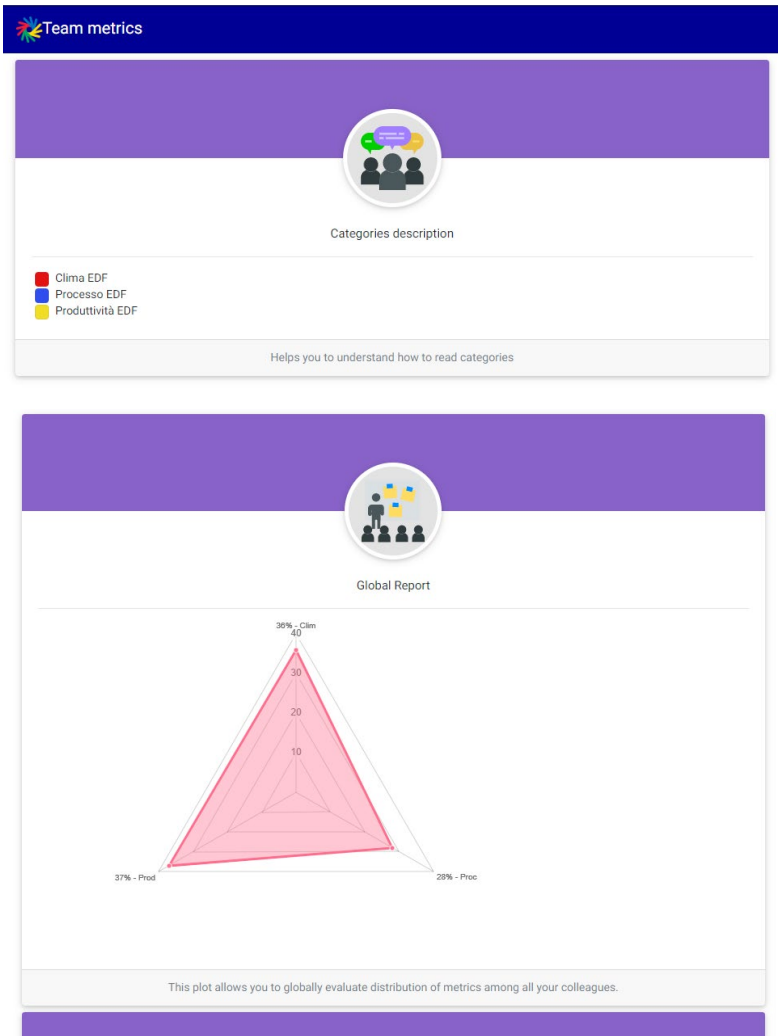 Team metrics
Categories description
Clima EDF
Processo EDF
Produttività EDF
Helps you to understand how to read categories
Global Report
36% - Clim
40
30
20
10
37% - Prod
28% - Proc
This plot allows you to globally evaluate distribution of metrics among all your colleagues.